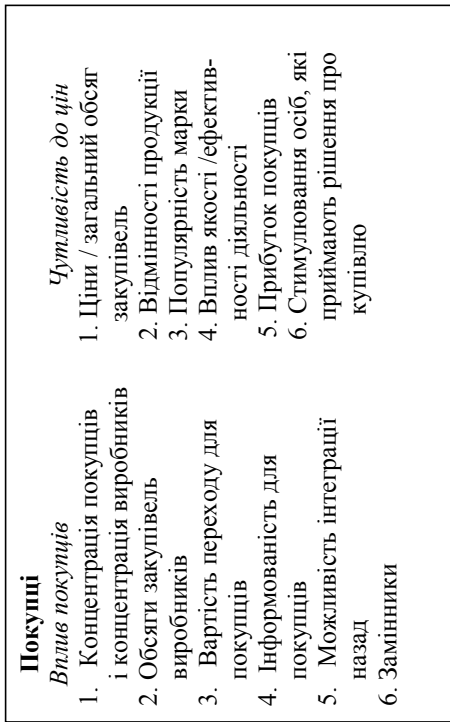 Покупці
Вплив покупців
1. Концентрація покупців
і концентрація виробників
2. Обсяги закупівель
виробників
3. Вартість переходу для
покупців
4. Інформованість для
покупців
5. Можливість інтеграції
назад
6. Замінники
Чутливість до цін
1. Ціни / загальний обсяг
закупівель
2. Відмінності продукції
3. Популярність марки
4. Вплив якості /ефектив-
ності діяльності
5. Прибуток покупців
6. Стимулювання осіб, які
приймають рішення про
купівлю